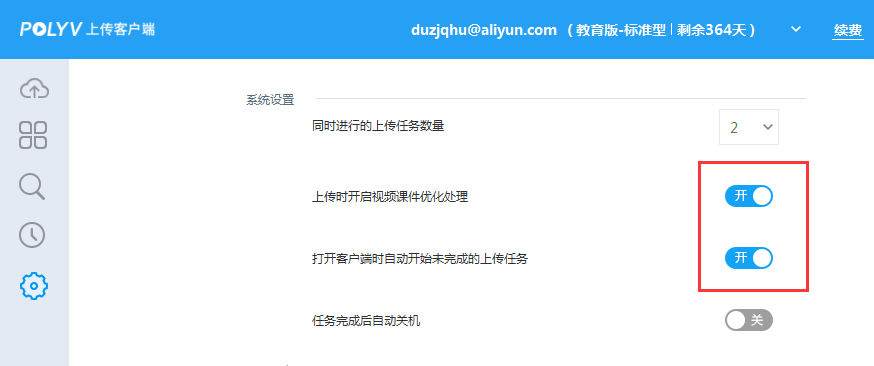 POLYV 上传客户端
duzjqhu@aliyun.com （教育版-标准型 | 剩余364天） 续费
系统设置
同时进行的上传任务数量 2
上传时开启视频课件优化处理 开
打开客户端时自动开始未完成的上传任务 开
任务完成后自动关机 关